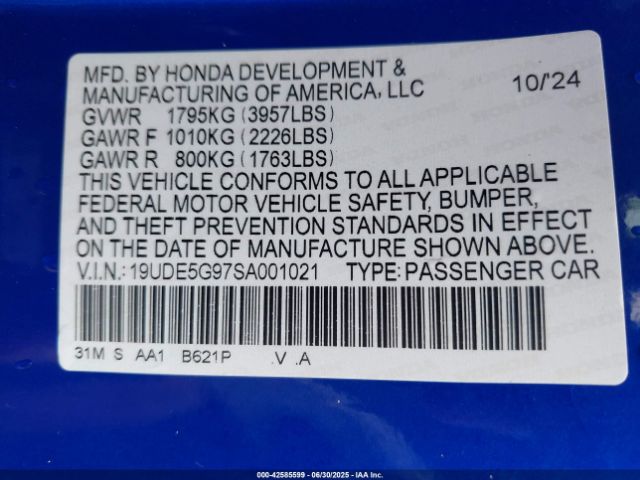 MFD. BY HONDA DEVELOPMENT &
MANUFACTURING OF AMERICA, LLC 10/'24
GVWR 1795KG (3957LBS)
GAWR F 1010KG (2226LBS)
GAWR R 800KG (1763LBS)
THIS VEHICLE CONFORMS TO ALL APPLICABLE
FEDERAL MOTOR VEHICLE SAFETY, BUMPER,
AND THEFT PREVENTION STANDARDS IN EFFECT
ON THE DATE OF MANUFACTURE SHOWN ABOVE.
V.I.N.: 19UDE5G97SA001021 TYPE: PASSENGER CAR
31M S AA1 B621P .V .A
000-42585599 - 06/30/2025 - IAA Inc.